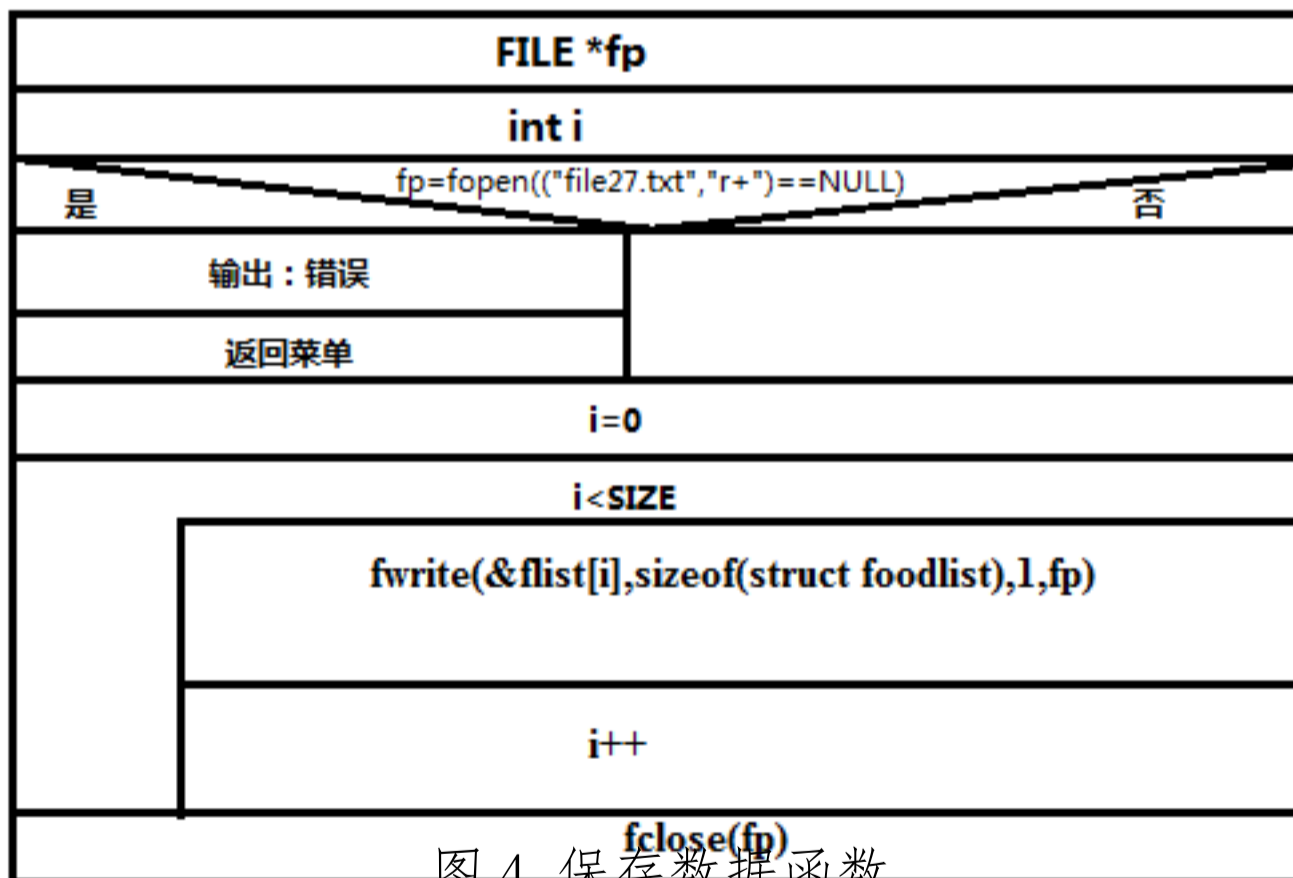 FILE *fp
int i
fp=fopen(("file27.txt","r+")==NULL)
是
否
输出：错误
返回菜单
i=0
i<SIZE
fwrite(&flist[i],sizeof(struct foodlist),1,fp)
i++
fclose(fp)
图 4 保存数据函数